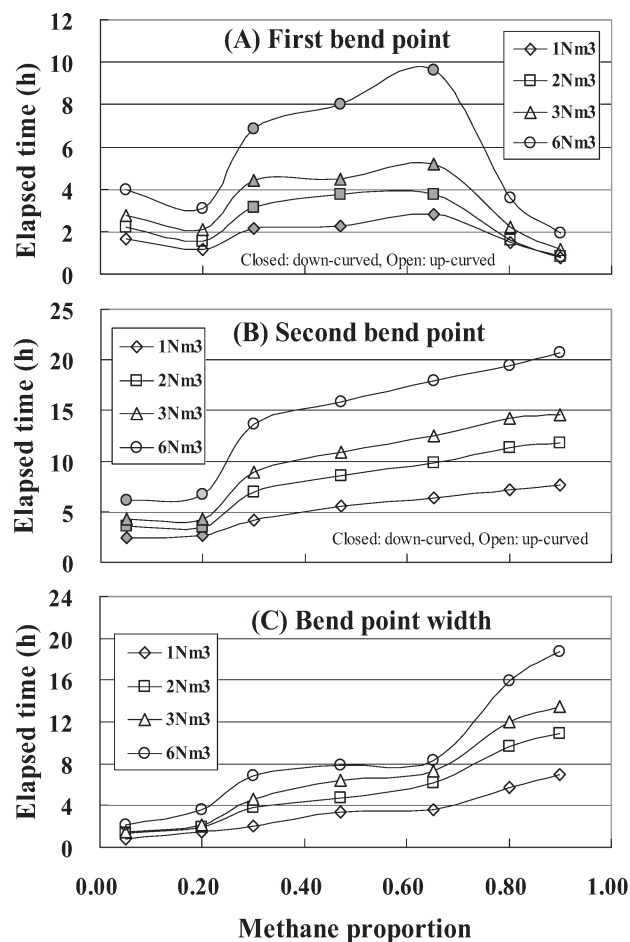 (A) First bend point
Elapsed time (h)
12
10
8
6
4
2
0
1Nm3
2Nm3
3Nm3
6Nm3
Closed: down-curved, Open: up-curved
(B) Second bend point
Elapsed time (h)
25
20
15
10
5
0
1Nm3
2Nm3
3Nm3
6Nm3
Closed: down-curved, Open: up-curved
(C) Bend point width
Elapsed time (h)
24
20
16
12
8
4
0
1Nm3
2Nm3
3Nm3
6Nm3
0.00 0.20 0.40 0.60 0.80 1.00
Methane proportion